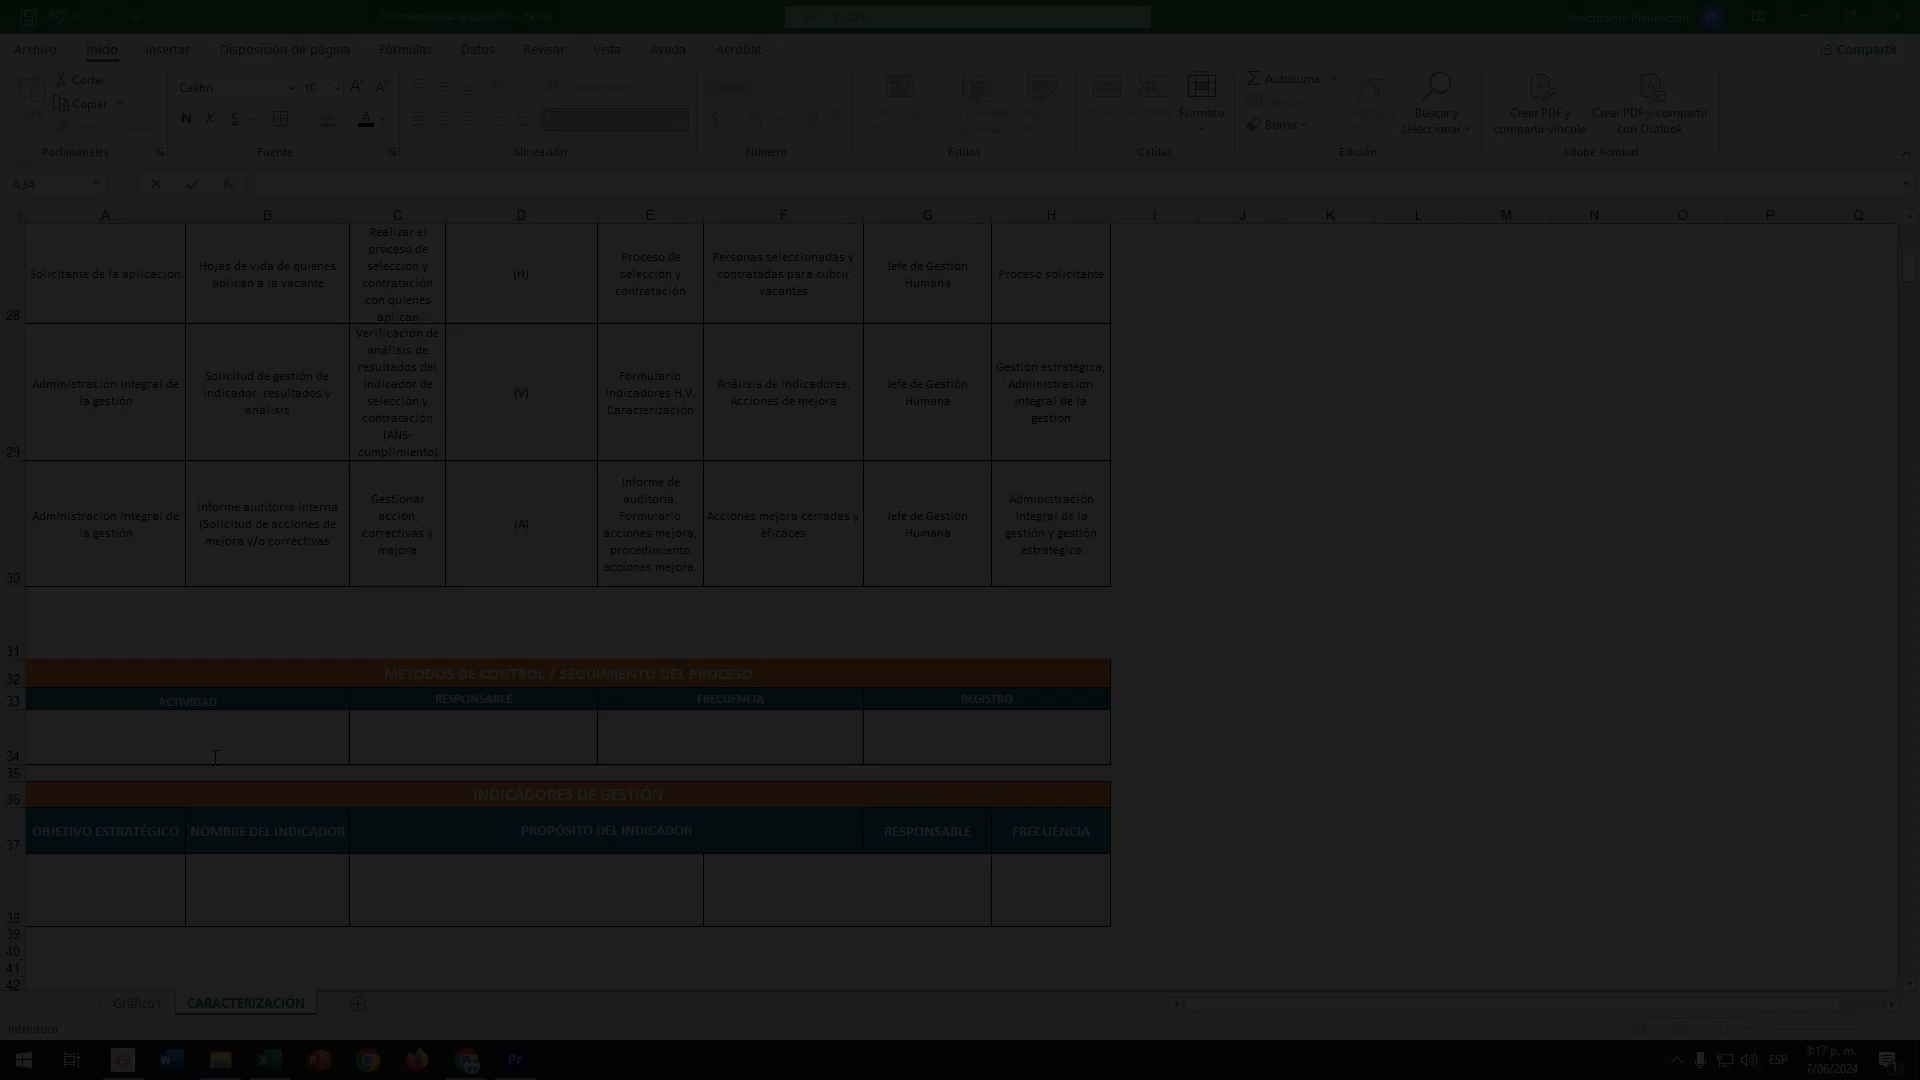 Formato caracterización - Excel
Buscar
Practicante Planeación
PP
Archivo
Inicio
Insertar
Disposición de página
Fórmulas
Datos
Revisar
Vista
Ayuda
Acrobat
Compartir
Cortar
Copiar
Calibri
10
N K S
Portapapeles
Fuente
Alineación
Número
Estilos
Formato
Celdas
Autosuma
Borrar
Buscar y
seleccionar
Edición
Crear PDF y
compartir vínculo
Crear PDF y compartir
con Outlook
Adobe Acrobat
A34
fx
A B C D E F G H I J K L M N O P Q
28
Solicitante de la aplicación
Hojas de vida de quienes
aplican a la vacante
Realizar el
proceso de
selección y
contratación
con quienes
aplican
(H)
Proceso de
selección y
contratación
Personas seleccionadas y
contratadas para cubrir
vacantes
Jefe de Gestión
Humana
Proceso solicitante
29
Administración integral de
la gestión
Solicitud de gestión de
indicador, resultados y
análisis
Verificación de
análisis de
resultados del
indicador de
selección y
contratación
(ANS-
cumplimiento)
(V)
Formulario
Indicadores H.V,
Caracterización
Análisis de indicadores,
Acciones de mejora
Jefe de Gestión
Humana
Gestión estratégica,
Administración
integral de la
gestión
30
Administración integral de
la gestión
Informe auditoria interna
(Solicitud de acciones de
mejora y/o correctivas
Gestionar
acción,
correctivas y
mejora
(A)
Informe de
auditoria,
Formulario
acciones mejora,
procedimiento
acciones mejora.
Acciones mejora cerradas y
eficaces
Jefe de Gestión
Humana
Administración
integral de la
gestión y gestión
estrategica
31
32
MÉTODOS DE CONTROL / SEGUIMIENTO DEL PROCESO
33
ACTIVIDAD
RESPONSABLE
FRECUENCIA
REGISTRO
34
35
36
INDICADORES DE GESTIÓN
37
OBJETIVO ESTRATÉGICO
NOMBRE DEL INDICADOR
PROPÓSITO DEL INDICADOR
RESPONSABLE
FRECUENCIA
38
39
40
41
42
Gráfico1
CARACTERIZACIÓN
Introducir
ESP
3:17 p. m.
7/06/2024